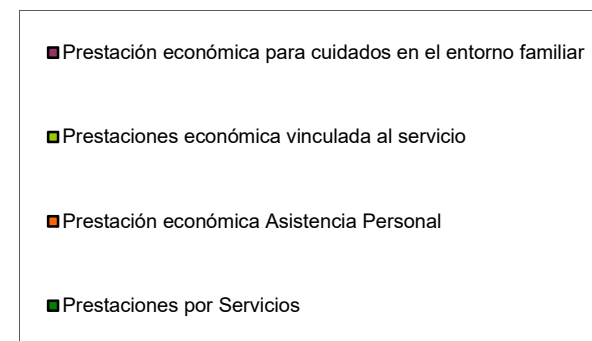 Prestación económica para cuidados en el entorno familiar
Prestaciones económica vinculada al servicio
Prestación económica Asistencia Personal
Prestaciones por Servicios